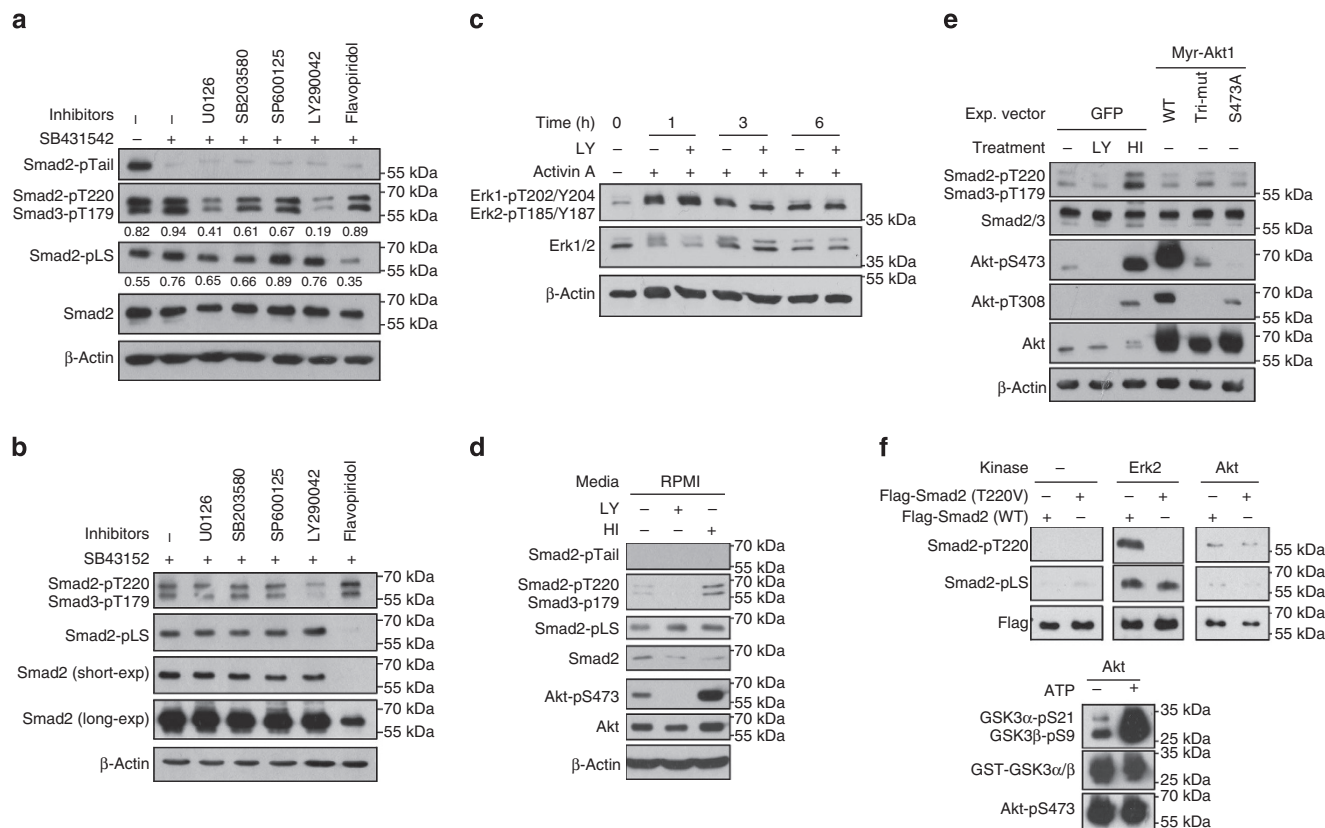 a
Inhibitors – – U0126 SB203580 SP600125 LY290042 Flavopiridol
SB431542 – + + + + + +
Smad2-pTail
55 kDa
Smad2-pT220 70 kDa
Smad3-pT179 55 kDa
0.82 0.94 0.41 0.61 0.67 0.19 0.89
Smad2-pLS 70 kDa
55 kDa
0.55 0.76 0.65 0.66 0.89 0.76 0.35
Smad2 70 kDa
55 kDa
β-Actin
b
Inhibitors – U0126 SB203580 SP600125 LY290042 Flavopiridol
SB43152 + + + + + +
Smad2-pT220 70 kDa
Smad3-pT179 55 kDa
Smad2-pLS 70 kDa
55 kDa
Smad2 (short-exp) 70 kDa
55 kDa
Smad2 (long-exp) 70 kDa
55 kDa
β-Actin
c
Time (h) 0 1 3 6
LY – – + – + – +
Activin A – + + + + + +
Erk1-pT202/Y204
Erk2-pT185/Y187 35 kDa
Erk1/2
35 kDa
55 kDa
β-Actin
d
Media RPMI
LY – + –
HI – – +
Smad2-pTail 70 kDa
55 kDa
Smad2-pT220 70 kDa
Smad3-p179 55 kDa
Smad2-pLS 70 kDa
55 kDa
Smad2 70 kDa
Akt-pS473 70 kDa
55 kDa
Akt 70 kDa
55 kDa
β-Actin
e
Myr-Akt1
Exp. vector GFP WT Tri-mut S473A
Treatment – LY HI – – –
Smad2-pT220
Smad3-pT179 55 kDa
Smad2/3
55 kDa
Akt-pS473 70 kDa
Akt-pT308 70 kDa
55 kDa
Akt 70 kDa
55 kDa
β-Actin
f
Kinase – Erk2 Akt
Flag-Smad2 (T220V) – + – + – +
Flag-Smad2 (WT) + – + – + –
Smad2-pT220 55 kDa
Smad2-pLS 70 kDa
55 kDa
Flag 70 kDa
55 kDa
Akt
ATP – +
GSK3α-pS21 35 kDa
GSK3β-pS9 25 kDa
35 kDa
GST-GSK3α/β
25 kDa
70 kDa
Akt-pS473
55 kDa